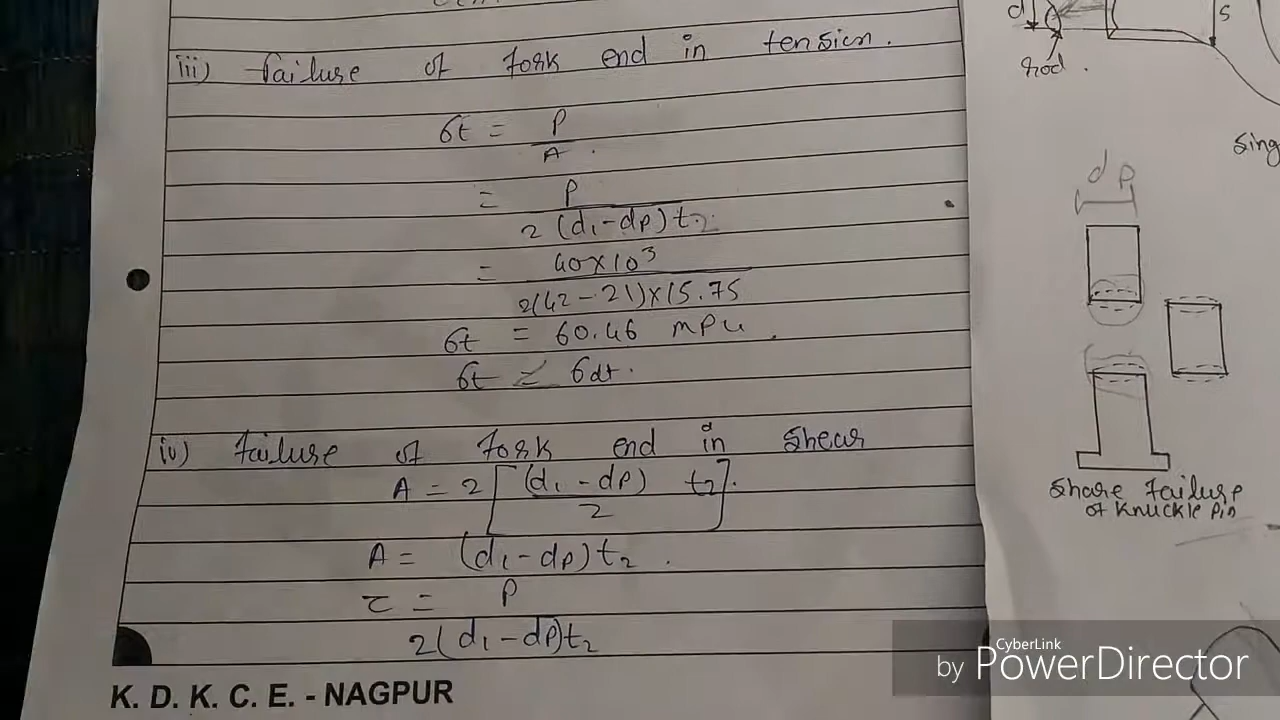 iii) failure of fork end in tension.
σt = P / A .
= P / 2 (d1 - dp) t2
= 40×10³ / 2(42 - 21)×15.75
σt = 60.46 mPa .
σt < σdt.
iv) failure of fork end in shear
A = 2 [ (d1 - dp) / 2 t2 ].
A = (d1 - dp) t2 .
τ = P / 2(d1 - dp)t2
K. D. K. C. E. - NAGPUR
d
s
rod .
Sing
dp
Share failure
of knuckle pin
CyberLink
by PowerDirector